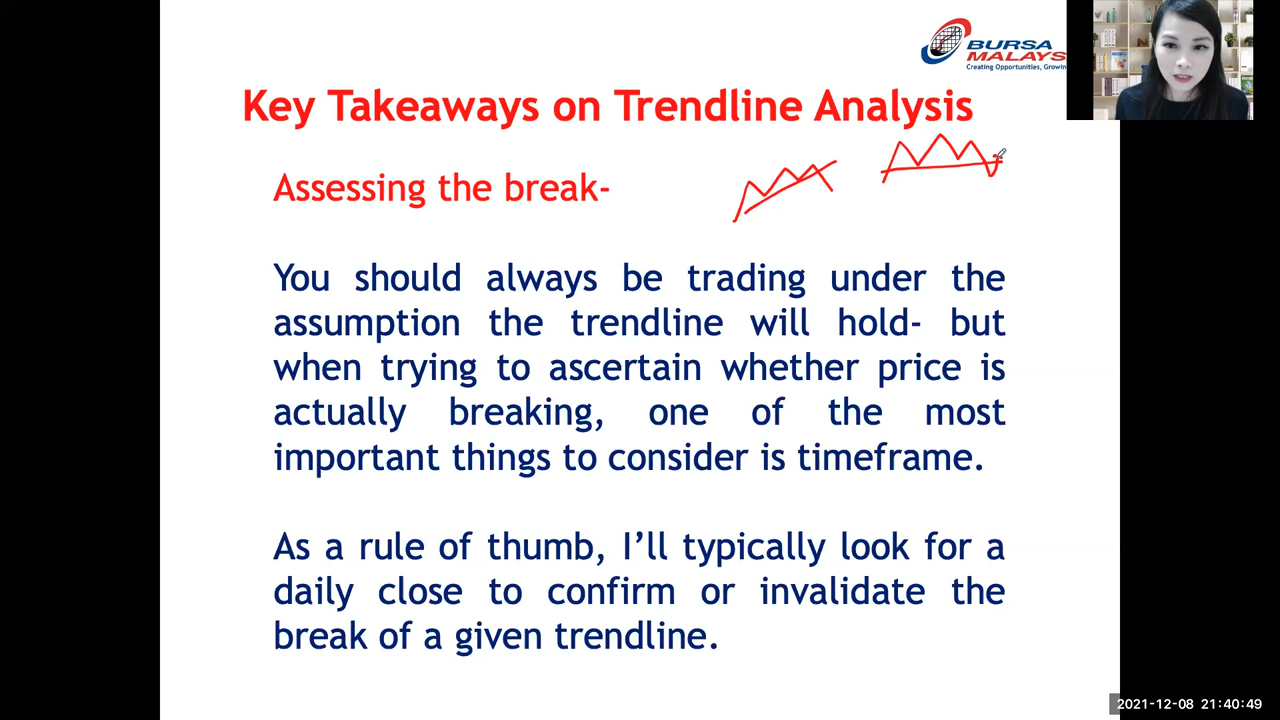 BURSA
MALAYS
Creating Opportunities, Growin
Key Takeaways on Trendline Analysis
Assessing the break-
You should always be trading under the
assumption the trendline will hold- but
when trying to ascertain whether price is
actually breaking, one of the most
important things to consider is timeframe.
As a rule of thumb, I’ll typically look for a
daily close to confirm or invalidate the
break of a given trendline.
2021-12-08 21:40:49